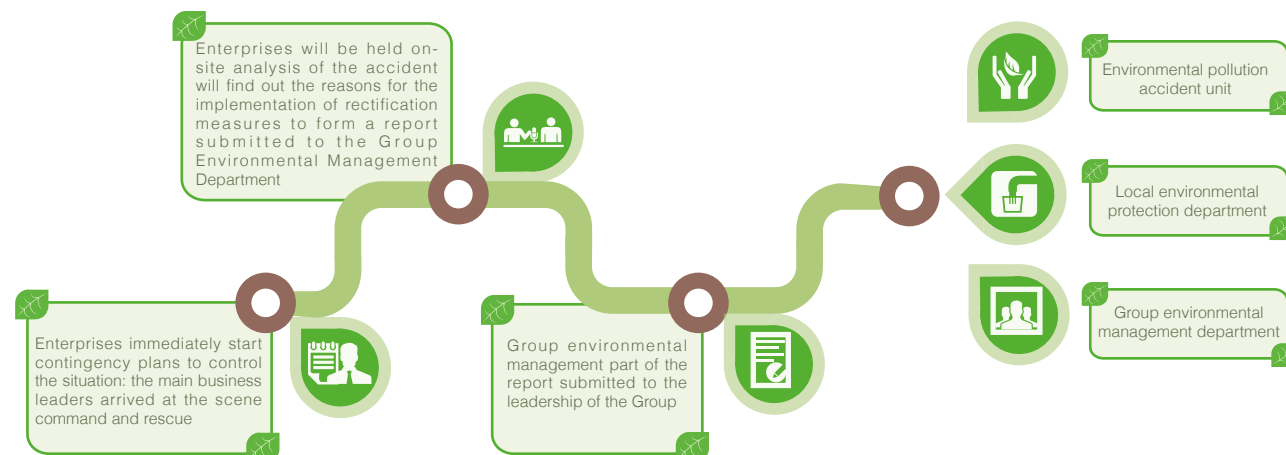 Enterprises will be held on-
site analysis of the accident
will find out the reasons for the
implementation of rectification
measures to form a report
submitted to the Group
Environmental Management
Department
Enterprises immediately start
contingency plans to control
the situation: the main business
leaders arrived at the scene
command and rescue
Group environmental
management part of the
report submitted to the
leadership of the Group
Environmental pollution
accident unit
Local environmental
protection department
Group environmental
management department